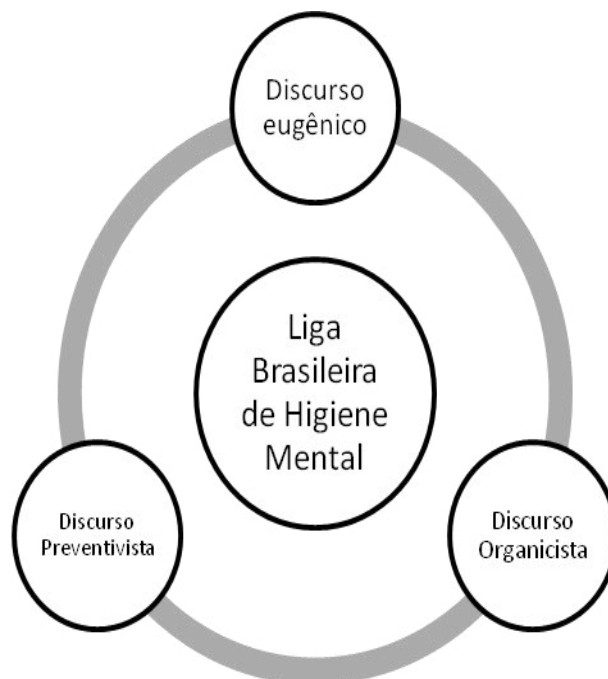 Discurso
eugênico
Liga
Brasileira
de Higiene
Mental
Discurso
Preventivista
Discurso
Organicista